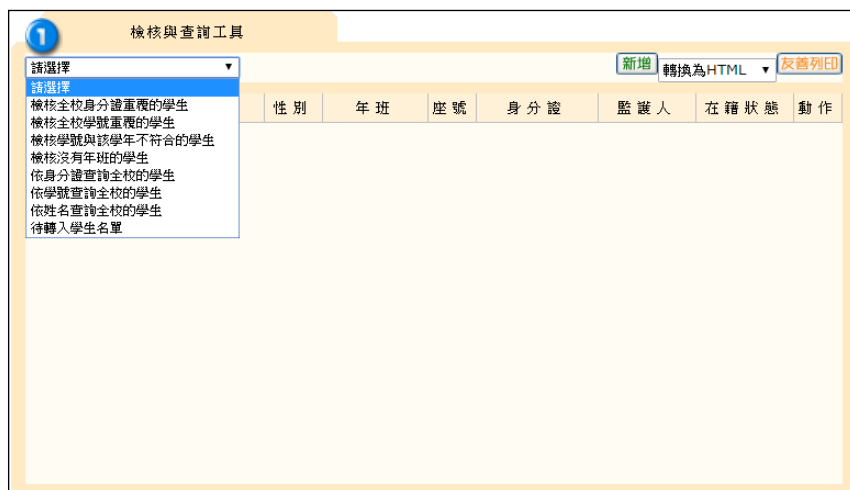 1 檢核與查詢工具
請選擇 ▼ 新增 轉換為HTML ▼ 友善列印
請選擇
檢核全校身分證重覆的學生 性別 年班 座號 身分證 監護人 在籍狀態 動作
檢核全校學號重覆的學生
檢核學號與該學年不符合的學生
檢核沒有年班的學生
依身分證查詢全校的學生
依學號查詢全校的學生
依姓名查詢全校的學生
待轉入學生名單